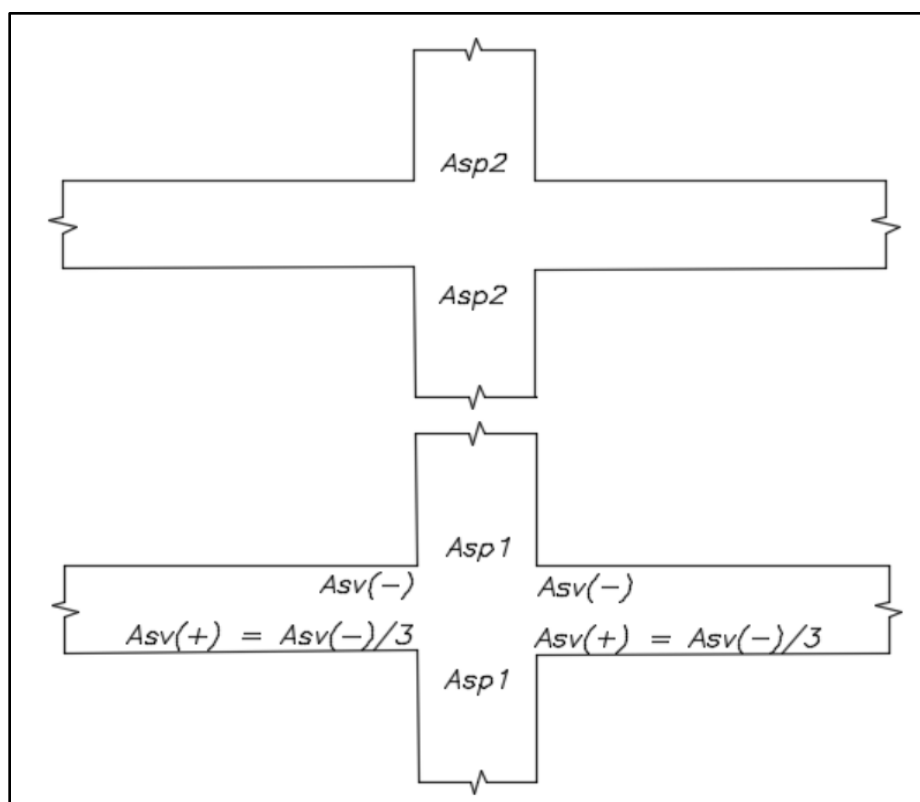 Asp2
Asp2
Asp1
Asv(-) Asv(-)
Asv(+) = Asv(-)/3 Asv(+) = Asv(-)/3
Asp1